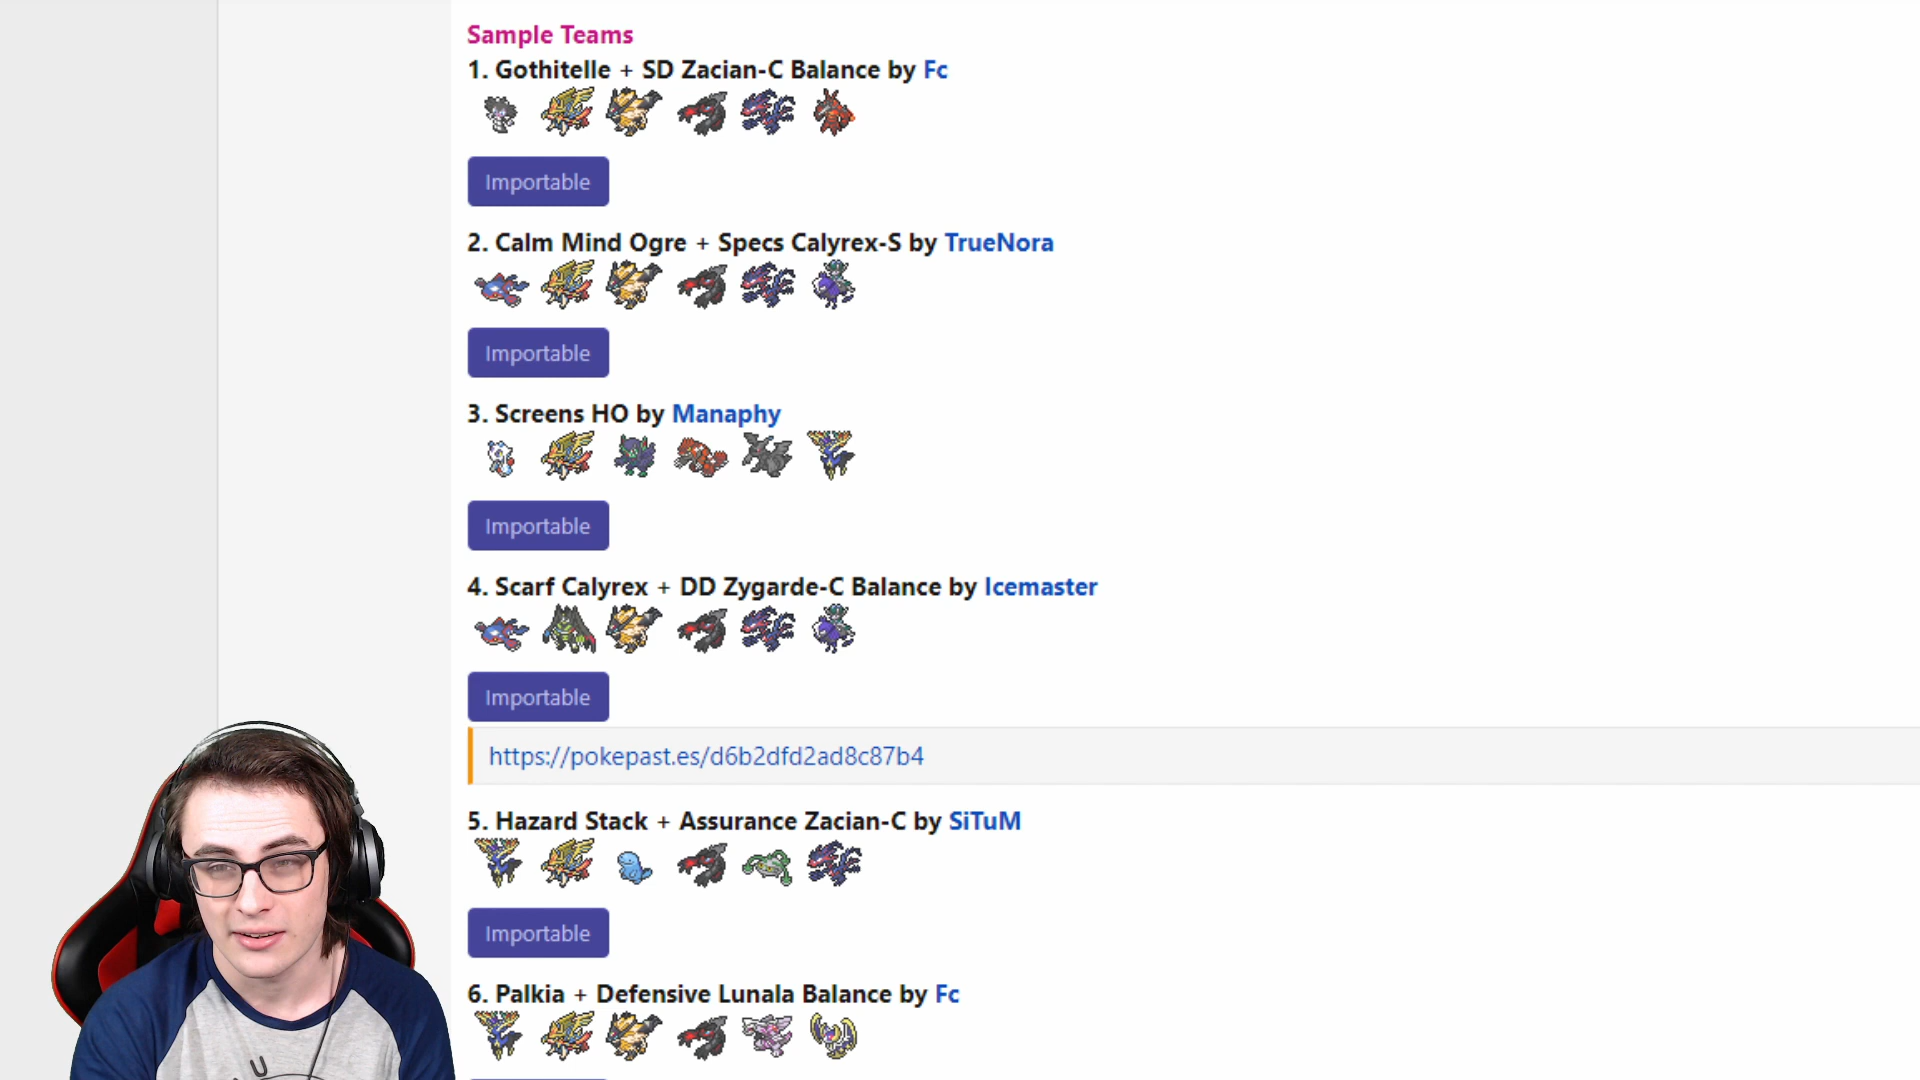 Sample Teams
1. Gothitelle + SD Zacian-C Balance by Fc
Importable
2. Calm Mind Ogre + Specs Calyrex-S by TrueNora
Importable
3. Screens HO by Manaphy
Importable
4. Scarf Calyrex + DD Zygarde-C Balance by Icemaster
Importable
https://pokepast.es/d6b2dfd2ad8c87b4
5. Hazard Stack + Assurance Zacian-C by SiTuM
Importable
6. Palkia + Defensive Lunala Balance by Fc